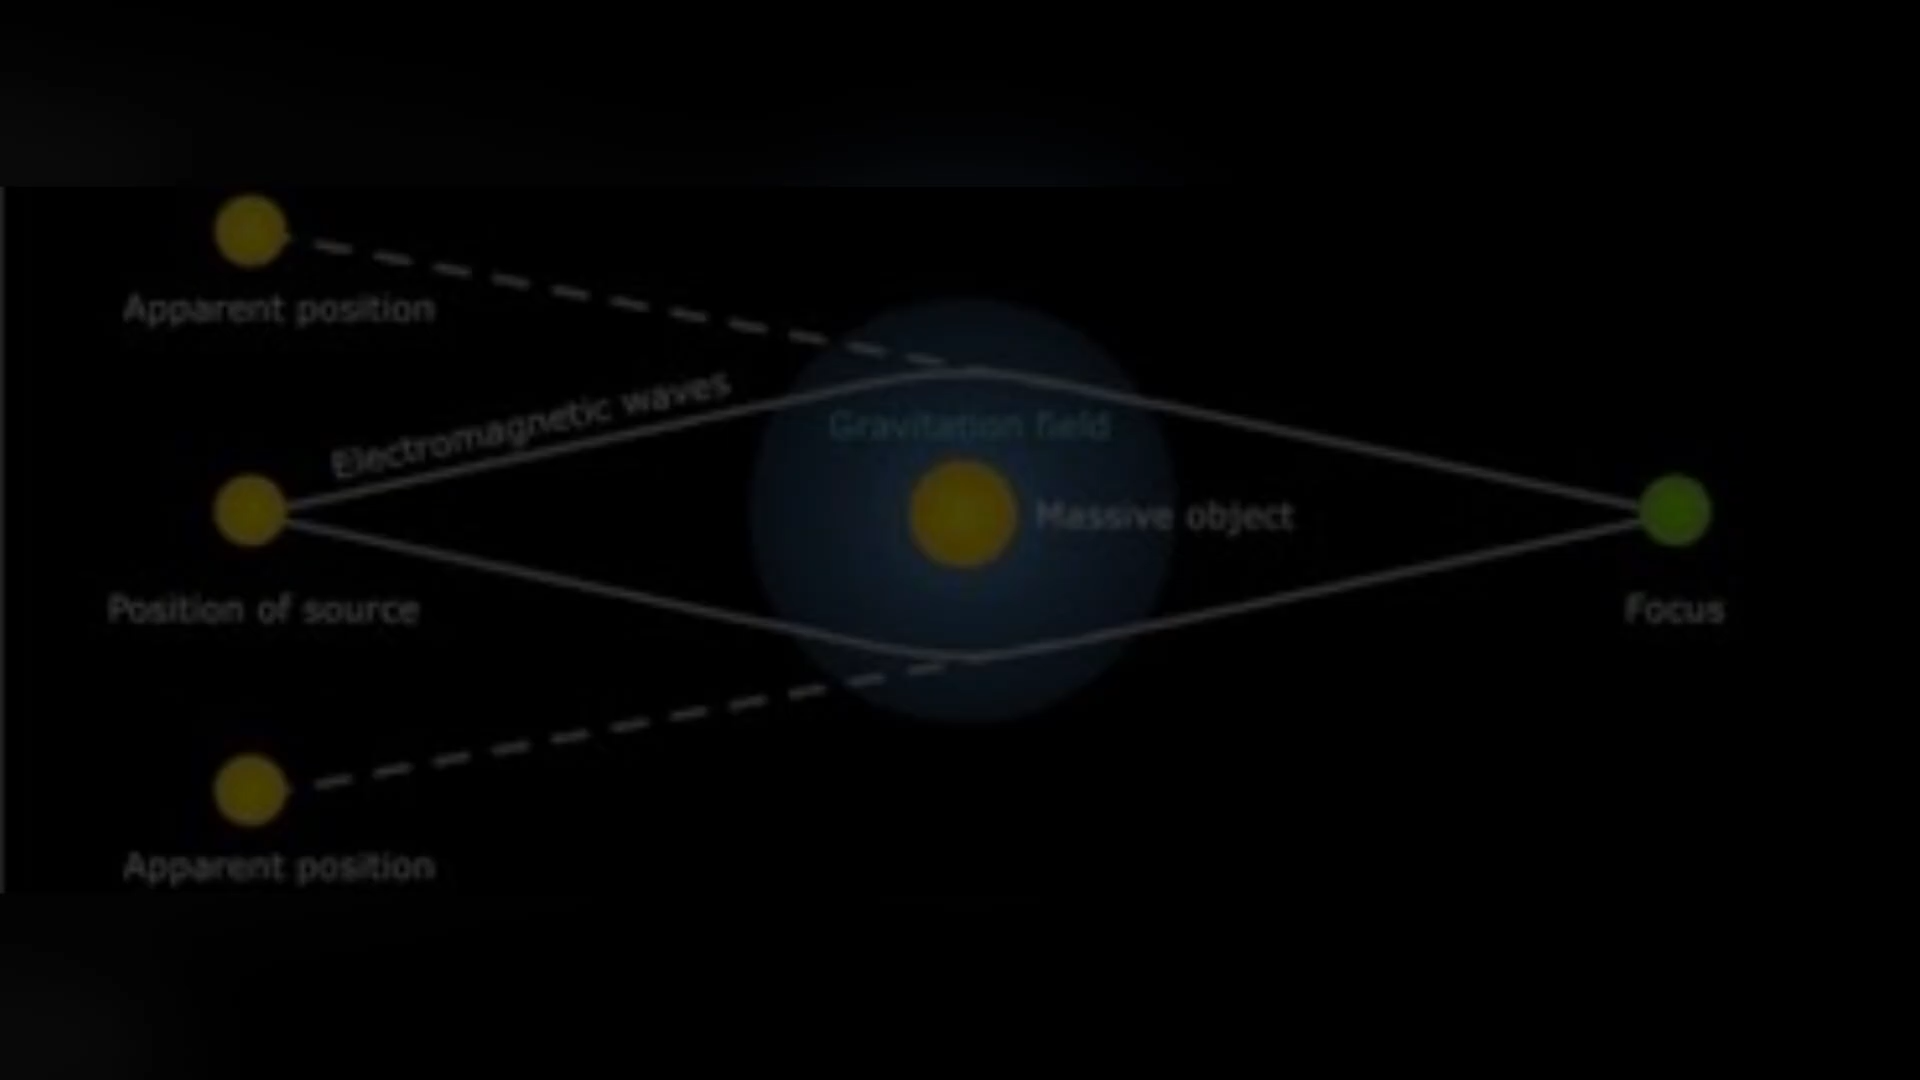 Apparent position
Electromagnetic waves
Gravitation field
Massive object
Position of source
Focus
Apparent position